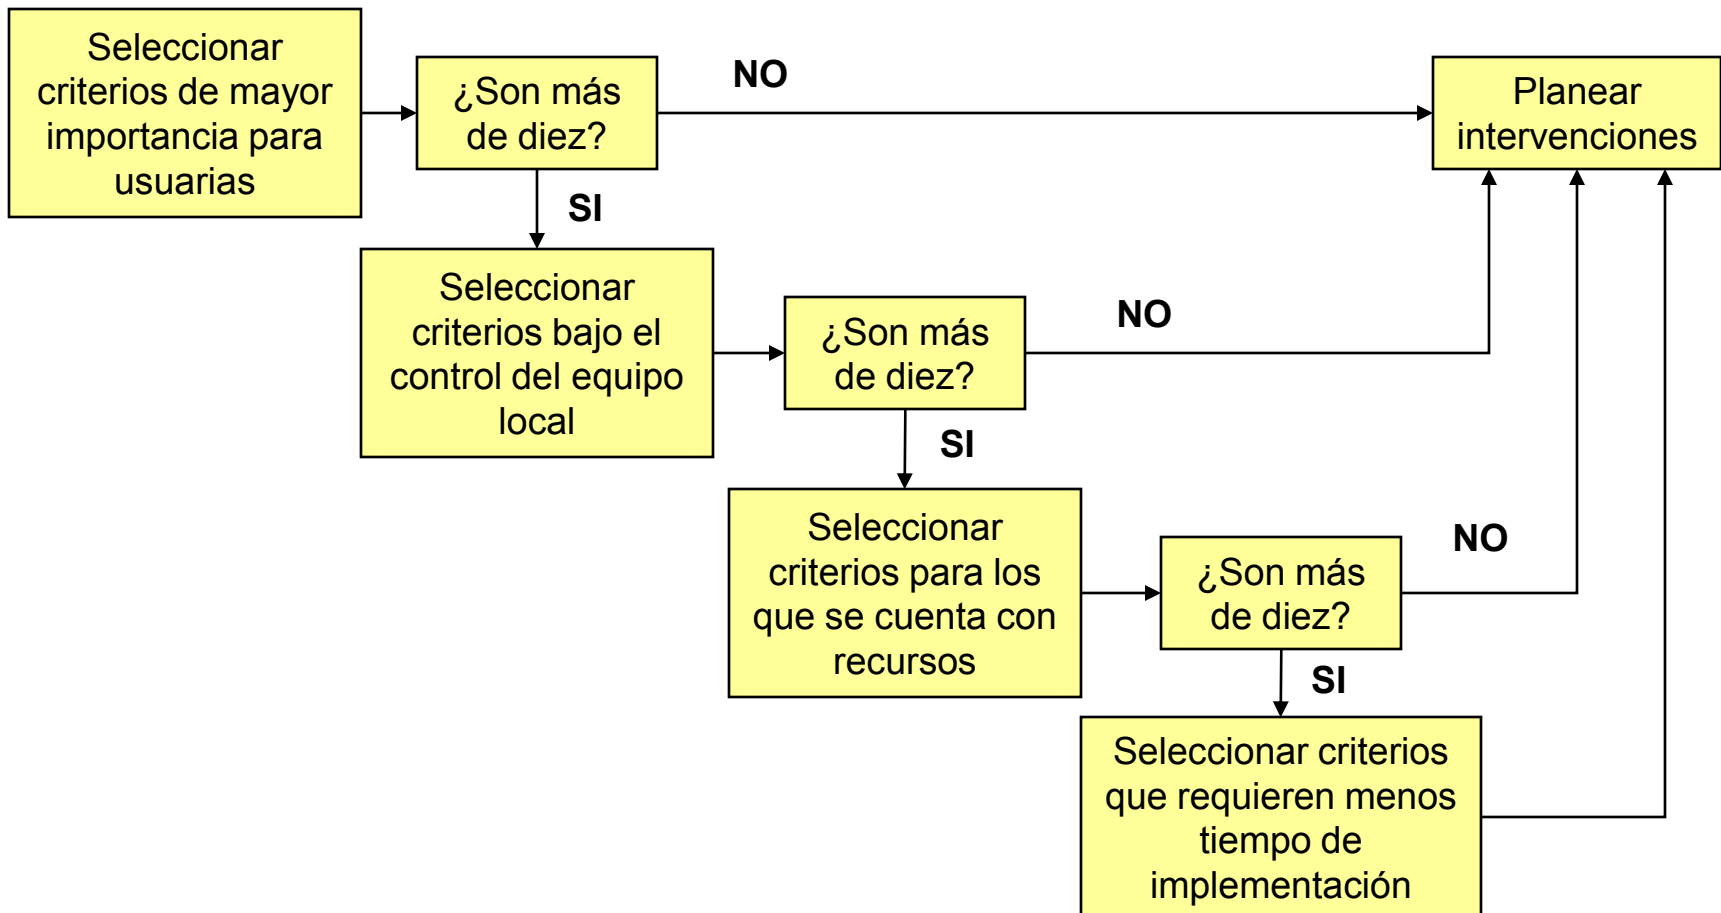 Seleccionar
criterios de mayor
importancia para
usuarias
¿Son más
de diez?
NO
Planear
intervenciones
SI
Seleccionar
criterios bajo el
control del equipo
local
¿Son más
de diez?
NO
SI
Seleccionar
criterios para los
que se cuenta con
recursos
¿Son más
de diez?
NO
SI
Seleccionar criterios
que requieren menos
tiempo de
implementación